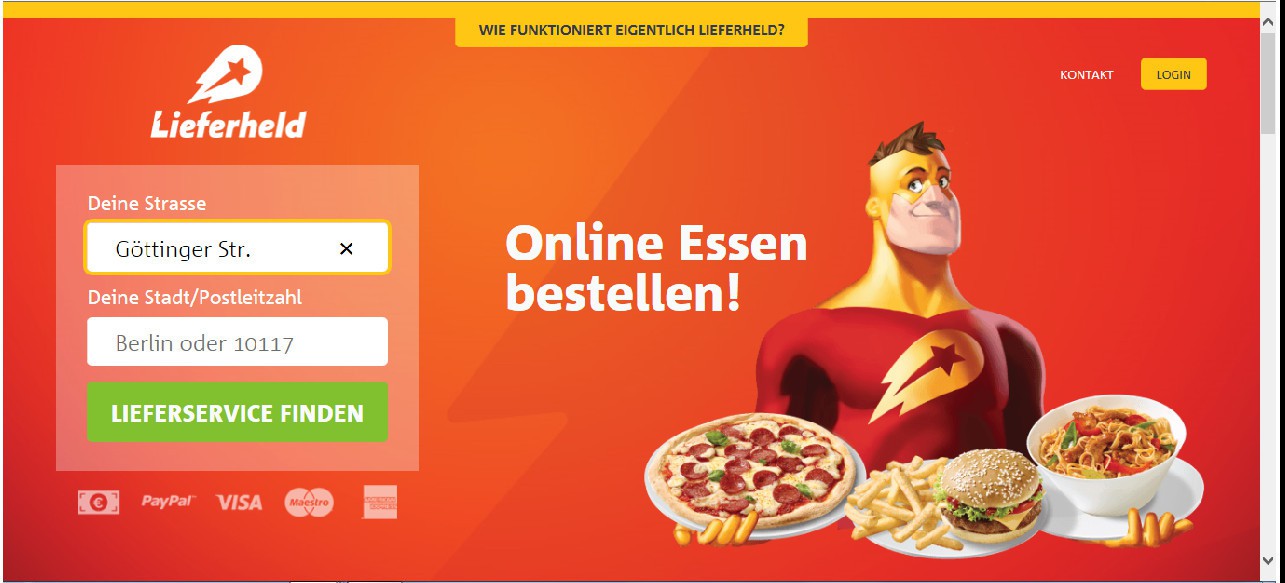 WIE FUNKTIONIERT EIGENTLICH LIEFERHELD?
KONTAKT
LOGIN
Lieferheld
Deine Strasse
Göttinger Str. ✕
Deine Stadt/Postleitzahl
Berlin oder 10117
LIEFERSERVICE FINDEN
Online Essen
bestellen!
€ PayPal VISA Maestro